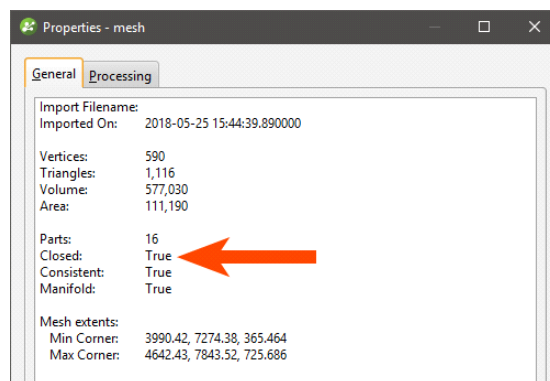 Properties - mesh
General Processing
Import Filename:
Imported On: 2018-05-25 15:44:39.890000
Vertices: 590
Triangles: 1,116
Volume: 577,030
Area: 111,190
Parts: 16
Closed: True
Consistent: True
Manifold: True
Mesh extents:
Min Corner: 3990.42, 7274.38, 365.464
Max Corner: 4642.43, 7843.52, 725.686